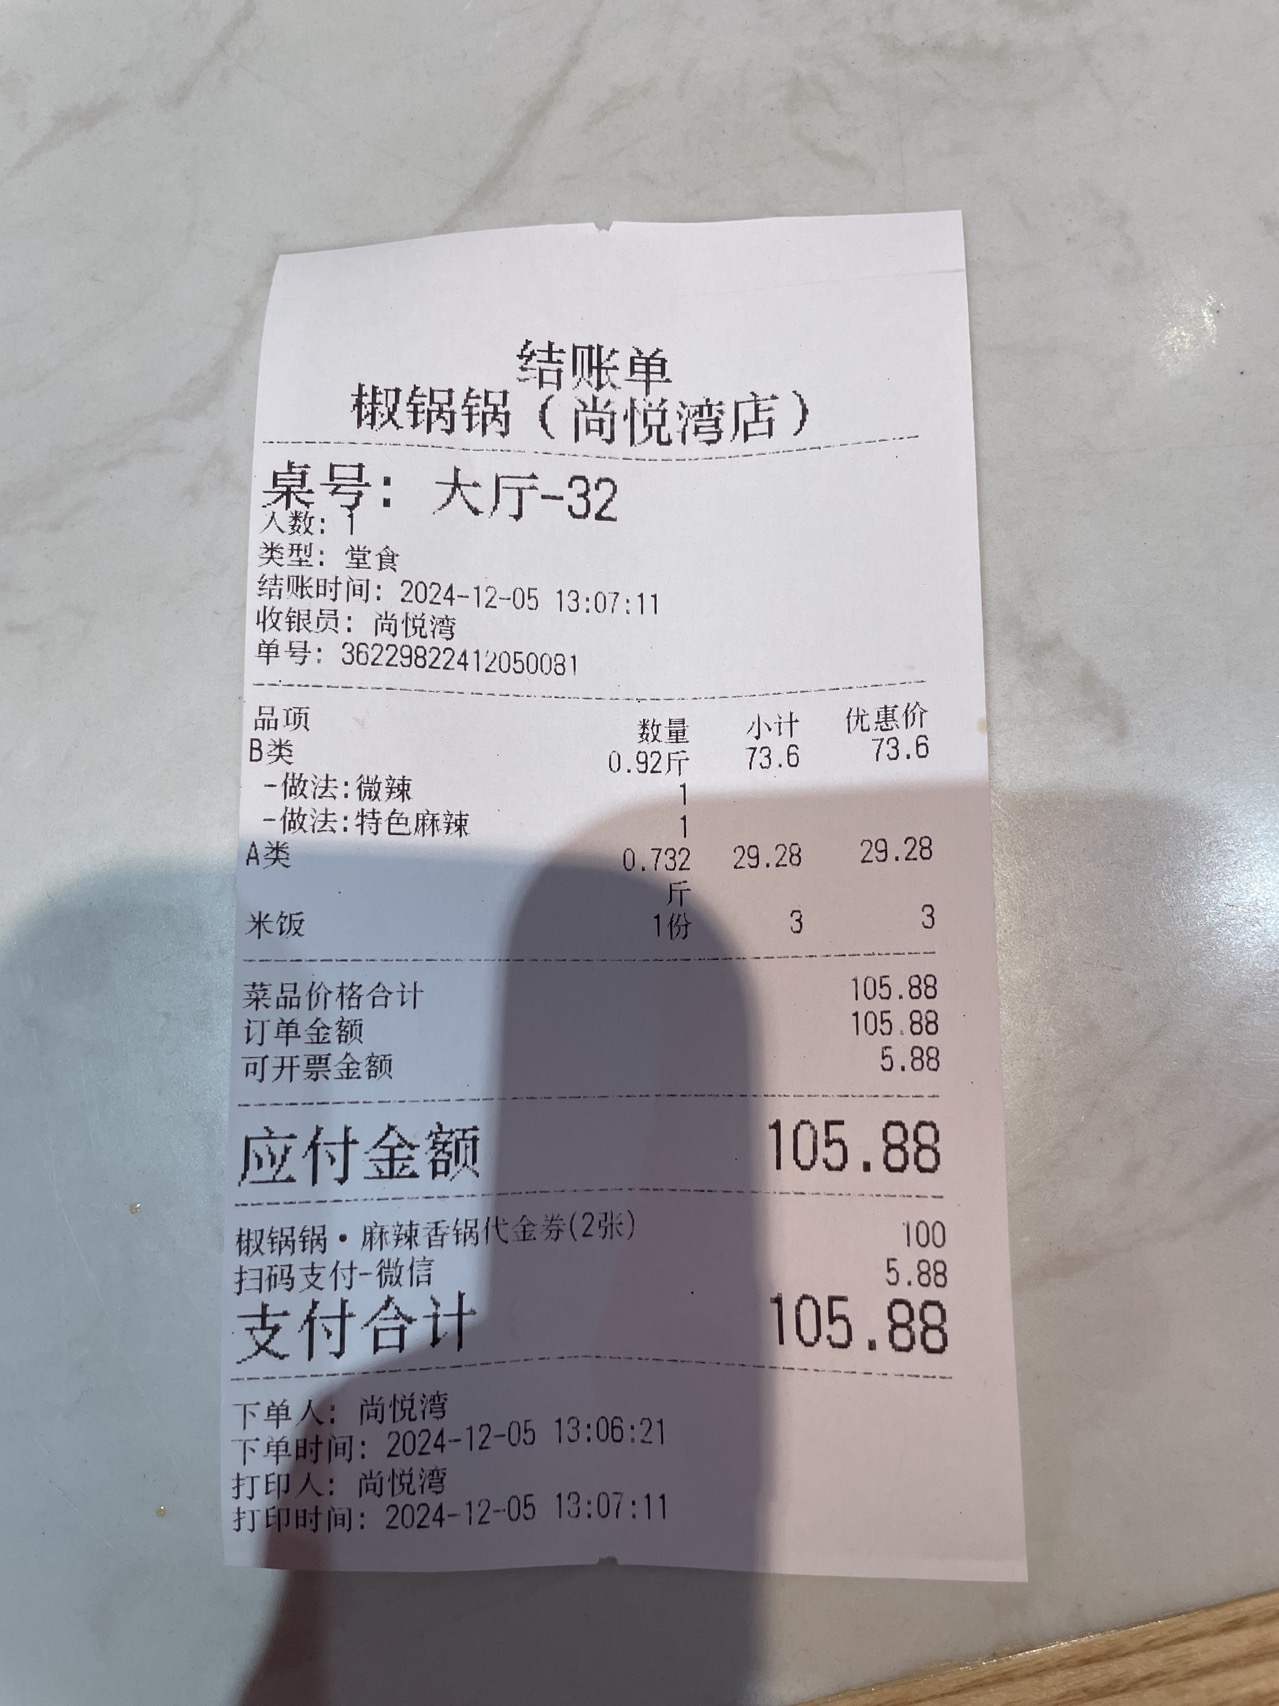 结账单
椒锅锅（尚悦湾店）
桌号： 大厅-32
人数: 1
类型: 堂食
结账时间: 2024-12-05 13:07:11
收银员: 尚悦湾
单号: 36229822412050081
品项 数量 小计 优惠价
B类 0.92斤 73.6 73.6
-做法:微辣 1
-做法:特色麻辣 1
A类 0.732 29.28 29.28
斤
米饭 1份 3 3
菜品价格合计 105.88
订单金额 105.88
可开票金额 5.88
应付金额 105.88
椒锅锅•麻辣香锅代金券(2张) 100
扫码支付-微信 5.88
支付合计 105.88
下单人: 尚悦湾
下单时间: 2024-12-05 13:06:21
打印人: 尚悦湾
打印时间: 2024-12-05 13:07:11